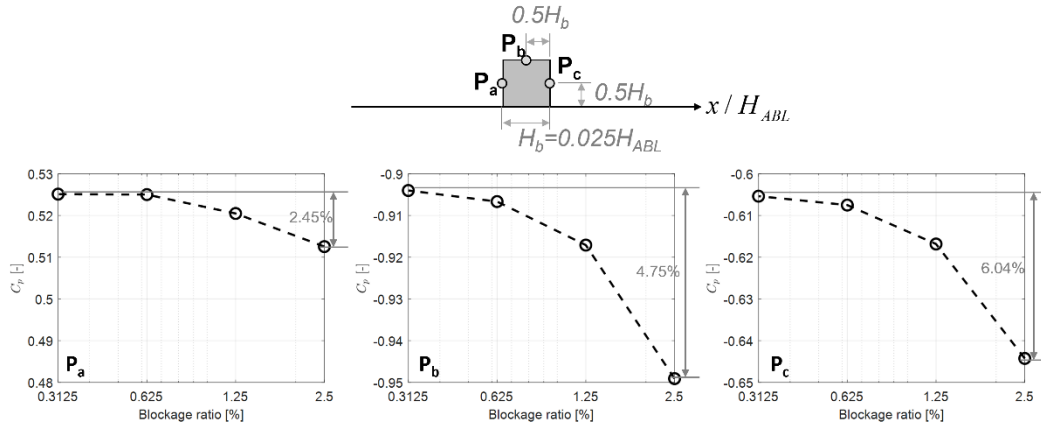 0.5H_b
P_b
P_a
P_c
0.5H_b
x / H_ABL
H_b=0.025H_ABL
0.53
0.52
0.51
0.5
0.49
0.48
C_p [-]
2.45%
P_a
0.3125 0.625 1.25 2.5
Blockage ratio [%]
-0.9
-0.91
-0.92
-0.93
-0.94
-0.95
C_p [-]
4.75%
P_b
0.3125 0.625 1.25 2.5
Blockage ratio [%]
-0.6
-0.61
-0.62
-0.63
-0.64
-0.65
C_p [-]
6.04%
P_c
0.3125 0.625 1.25 2.5
Blockage ratio [%]